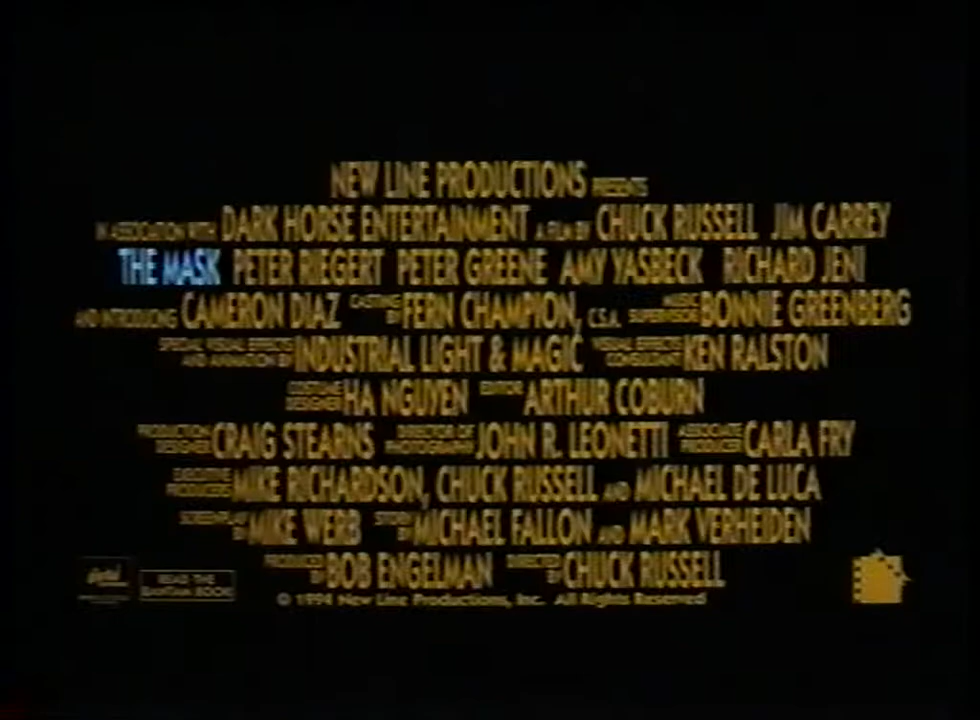 NEW LINE PRODUCTIONS PRESENTS
IN ASSOCIATION WITH DARK HORSE ENTERTAINMENT A FILM BY CHUCK RUSSELL JIM CARREY
THE MASK PETER RIEGERT PETER GREENE AMY YASBECK RICHARD JENI
AND INTRODUCING CAMERON DIAZ CASTING BY FERN CHAMPION, C.S.A. MUSIC SUPERVISOR BONNIE GREENBERG
SPECIAL VISUAL EFFECTS AND ANIMATION BY INDUSTRIAL LIGHT & MAGIC VISUAL EFFECTS CONSULTANT KEN RALSTON
COSTUME DESIGNER HA NGUYEN EDITOR ARTHUR COBURN
PRODUCTION DESIGNER CRAIG STEARNS DIRECTOR OF PHOTOGRAPHY JOHN R. LEONETTI ASSOCIATE PRODUCER CARLA FRY
EXECUTIVE PRODUCERS MIKE RICHARDSON, CHUCK RUSSELL AND MICHAEL DE LUCA
SCREENPLAY BY MIKE WERB STORY BY MICHAEL FALLON AND MARK VERHEIDEN
PRODUCED BY BOB ENGELMAN DIRECTED BY CHUCK RUSSELL
READ THE BANTAM BOOK
© 1994 New Line Productions, Inc. All Rights Reserved